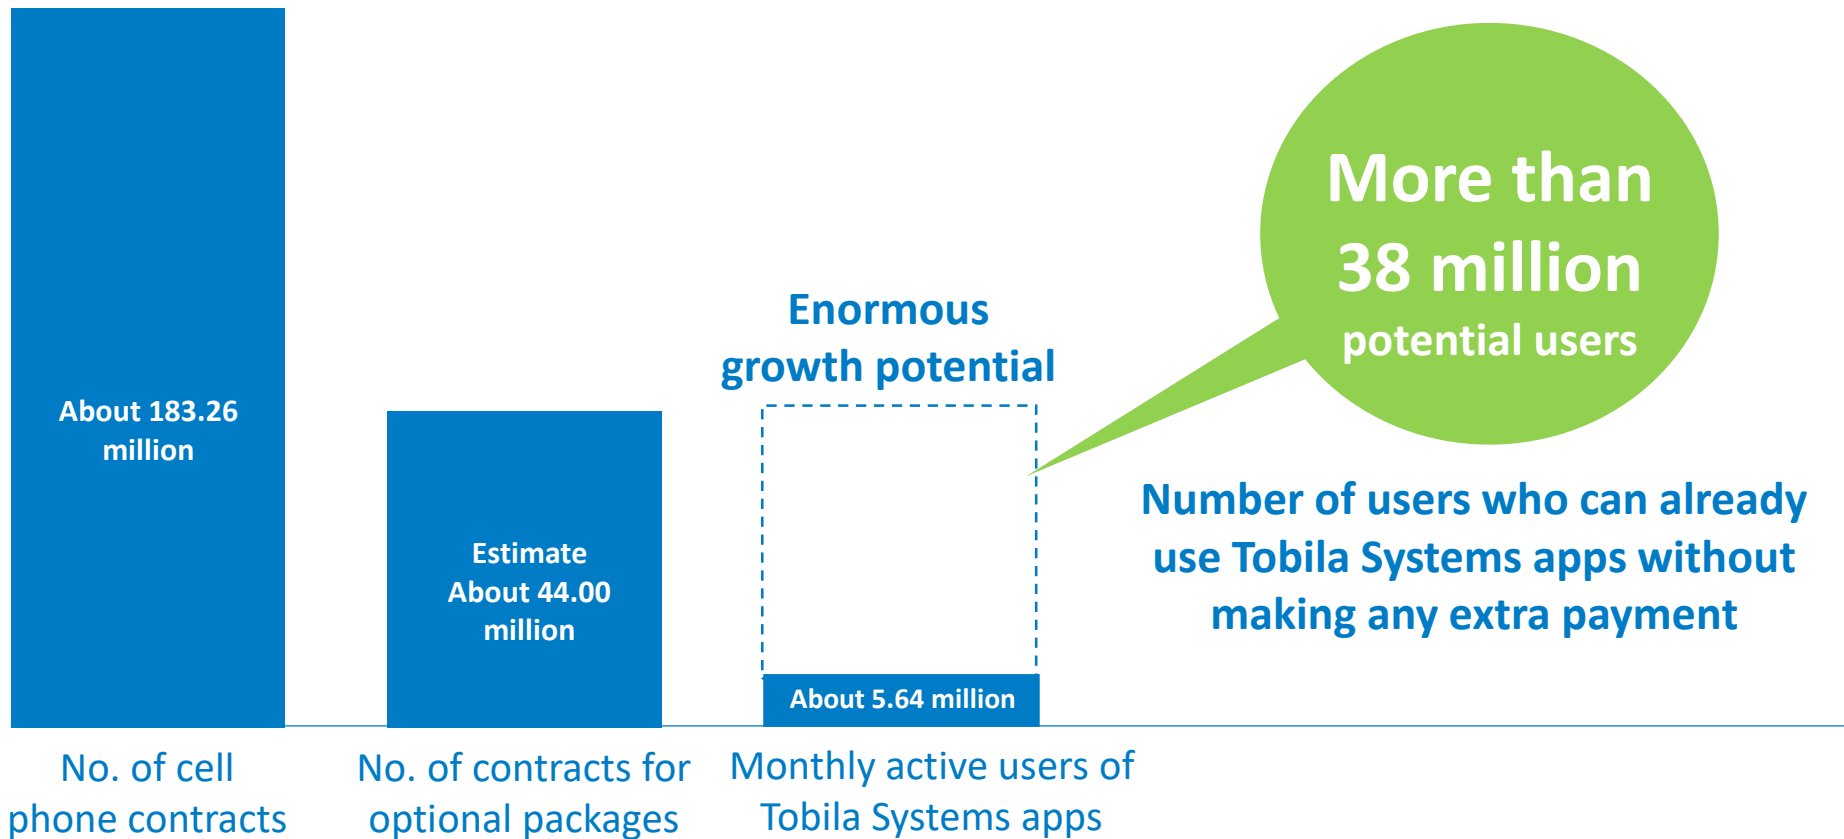 More than
38 million
potential users
Enormous
growth potential
About 183.26
million
Estimate
About 44.00
million
About 5.64 million
Number of users who can already
use Tobila Systems apps without
making any extra payment
No. of cell
phone contracts
No. of contracts for
optional packages
Monthly active users of
Tobila Systems apps